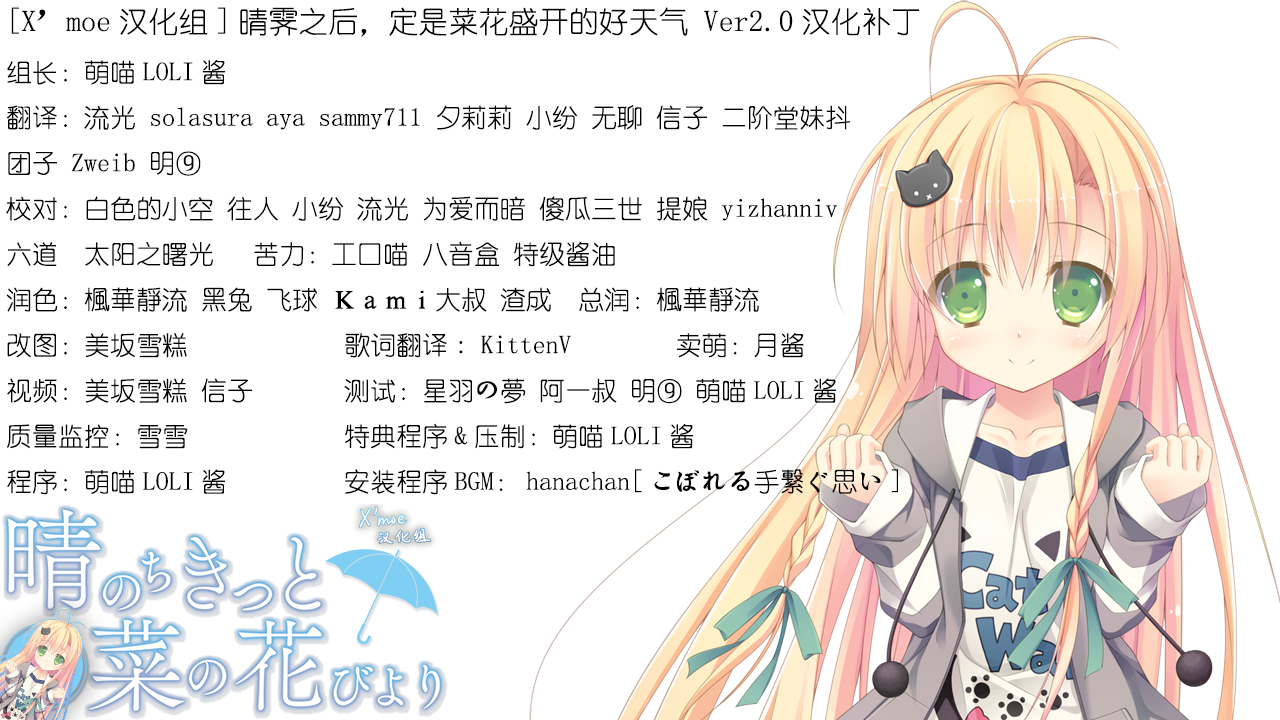 [X’moe汉化组]晴霁之后，定是菜花盛开的好天气 Ver2.0汉化补丁
组长：萌喵LOLI酱
翻译：流光 solasura aya sammy711 夕莉莉 小纷 无聊 信子 二阶堂妹抖
团子 Zweib 明⑨
校对：白色的小空 往人 小纷 流光 为爱而暗 傻瓜三世 提娘 yizhanniv
六道 太阳之曙光 苦力：工口喵 八音盒 特级酱油
润色：楓華靜流 黑兔 飞球 Kami大叔 渣成 总润：楓華靜流
改图：美坂雪糕 歌词翻译：KittenV 卖萌：月酱
视频：美坂雪糕 信子 测试：星羽の夢 阿一叔 明⑨ 萌喵LOLI酱
质量监控：雪雪 特典程序&压制：萌喵LOLI酱
程序：萌喵LOLI酱 安装程序BGM：hanachan[こぼれる手繋ぐ思い]
X'moe
汉化组
晴のちきっと
菜の花びより
Cat
Wa